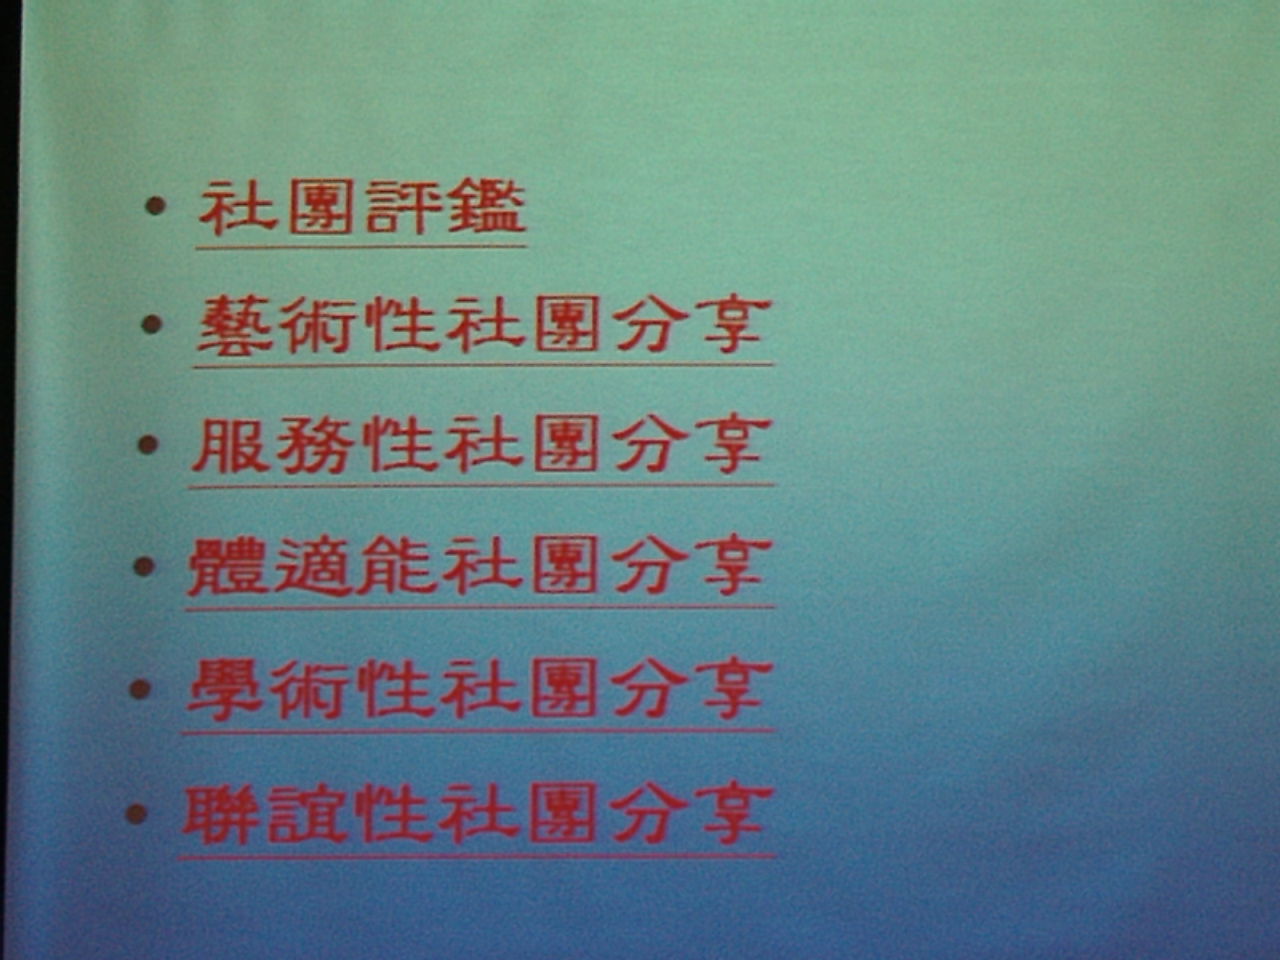 • 社團評鑑
• 藝術性社團分享
• 服務性社團分享
• 體適能社團分享
• 學術性社團分享
• 聯誼性社團分享